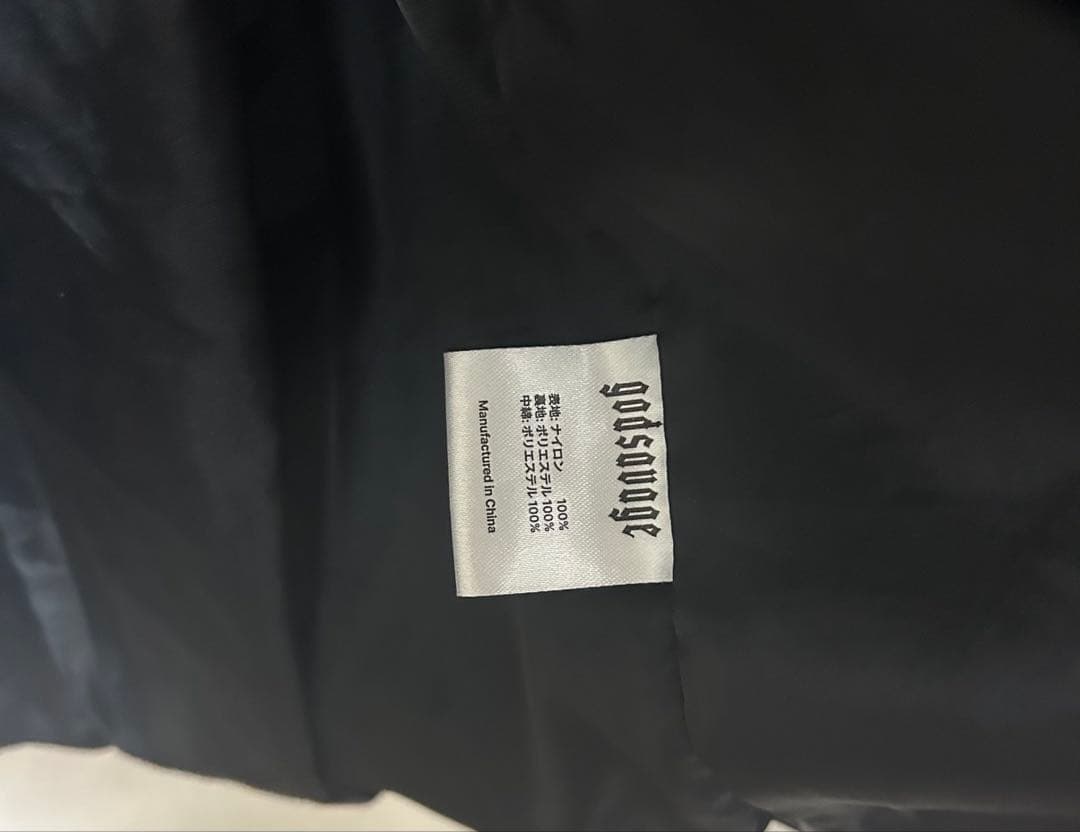 godsavage
表地: ナイロン 100%
裏地: ポリエステル 100%
中綿: ポリエステル 100%
Manufactured in China